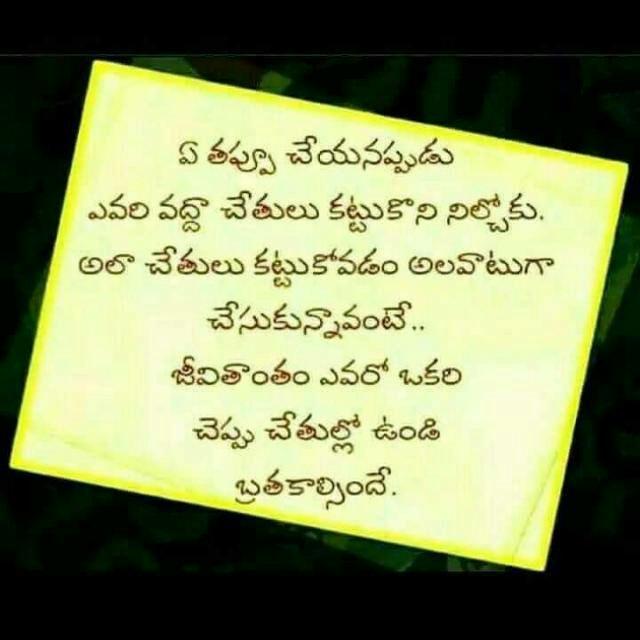 ఏ తప్పూ చేయనప్పుడు
ఎవరి వద్దా చేతులు కట్టుకొని నిల్చోకు.
అలా చేతులు కట్టుకోవడం అలవాటుగా
చేసుకున్నావంటే..
జీవితాంతం ఎవరో ఒకరి
చెప్పు చేతుల్లో ఉండి
బ్రతకాల్సిందే.